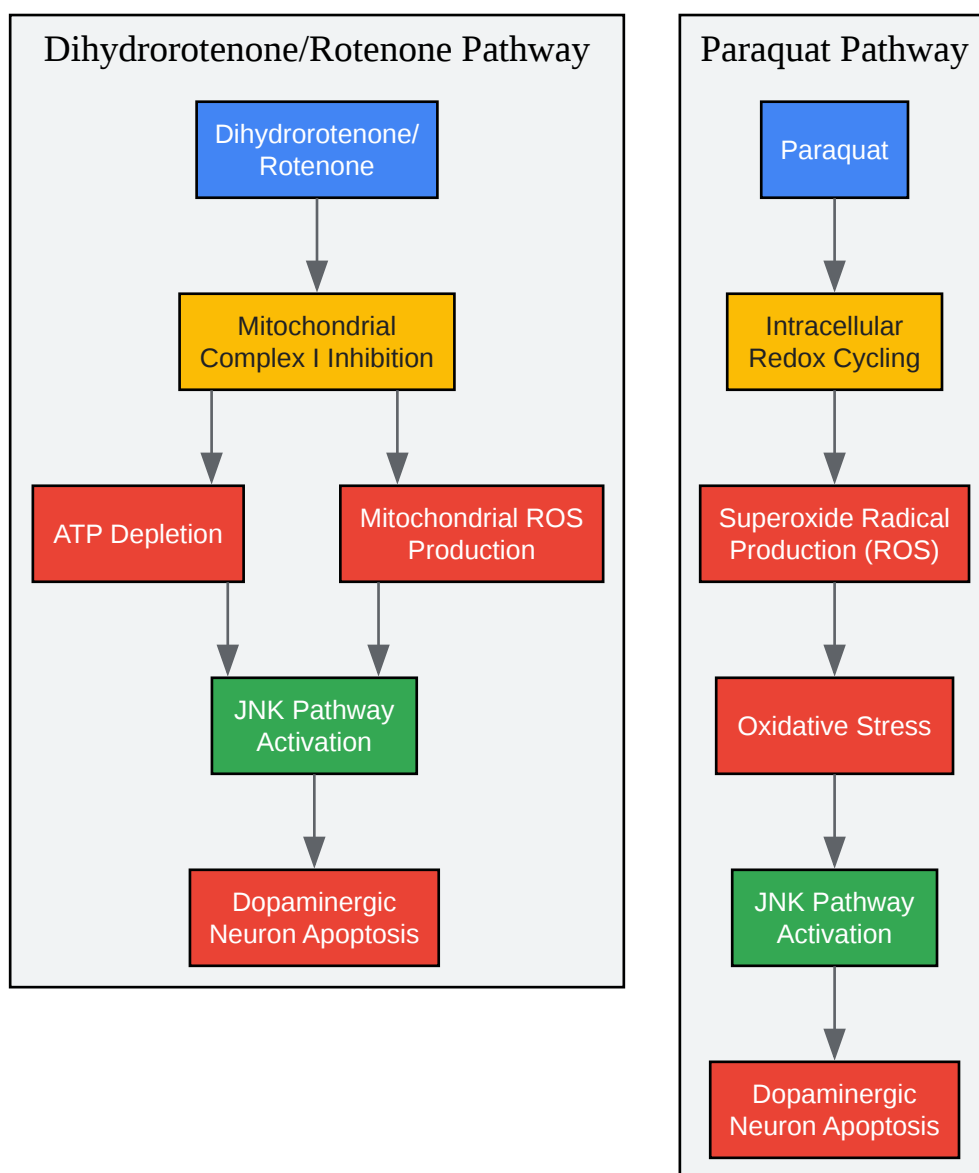 Dihydrorotenone/Rotenone Pathway
Dihydrorotenone/
Rotenone
Mitochondrial
Complex I Inhibition
ATP Depletion
Mitochondrial ROS
Production
JNK Pathway
Activation
Dopaminergic
Neuron Apoptosis
Paraquat Pathway
Paraquat
Intracellular
Redox Cycling
Superoxide Radical
Production (ROS)
Oxidative Stress
JNK Pathway
Activation
Dopaminergic
Neuron Apoptosis